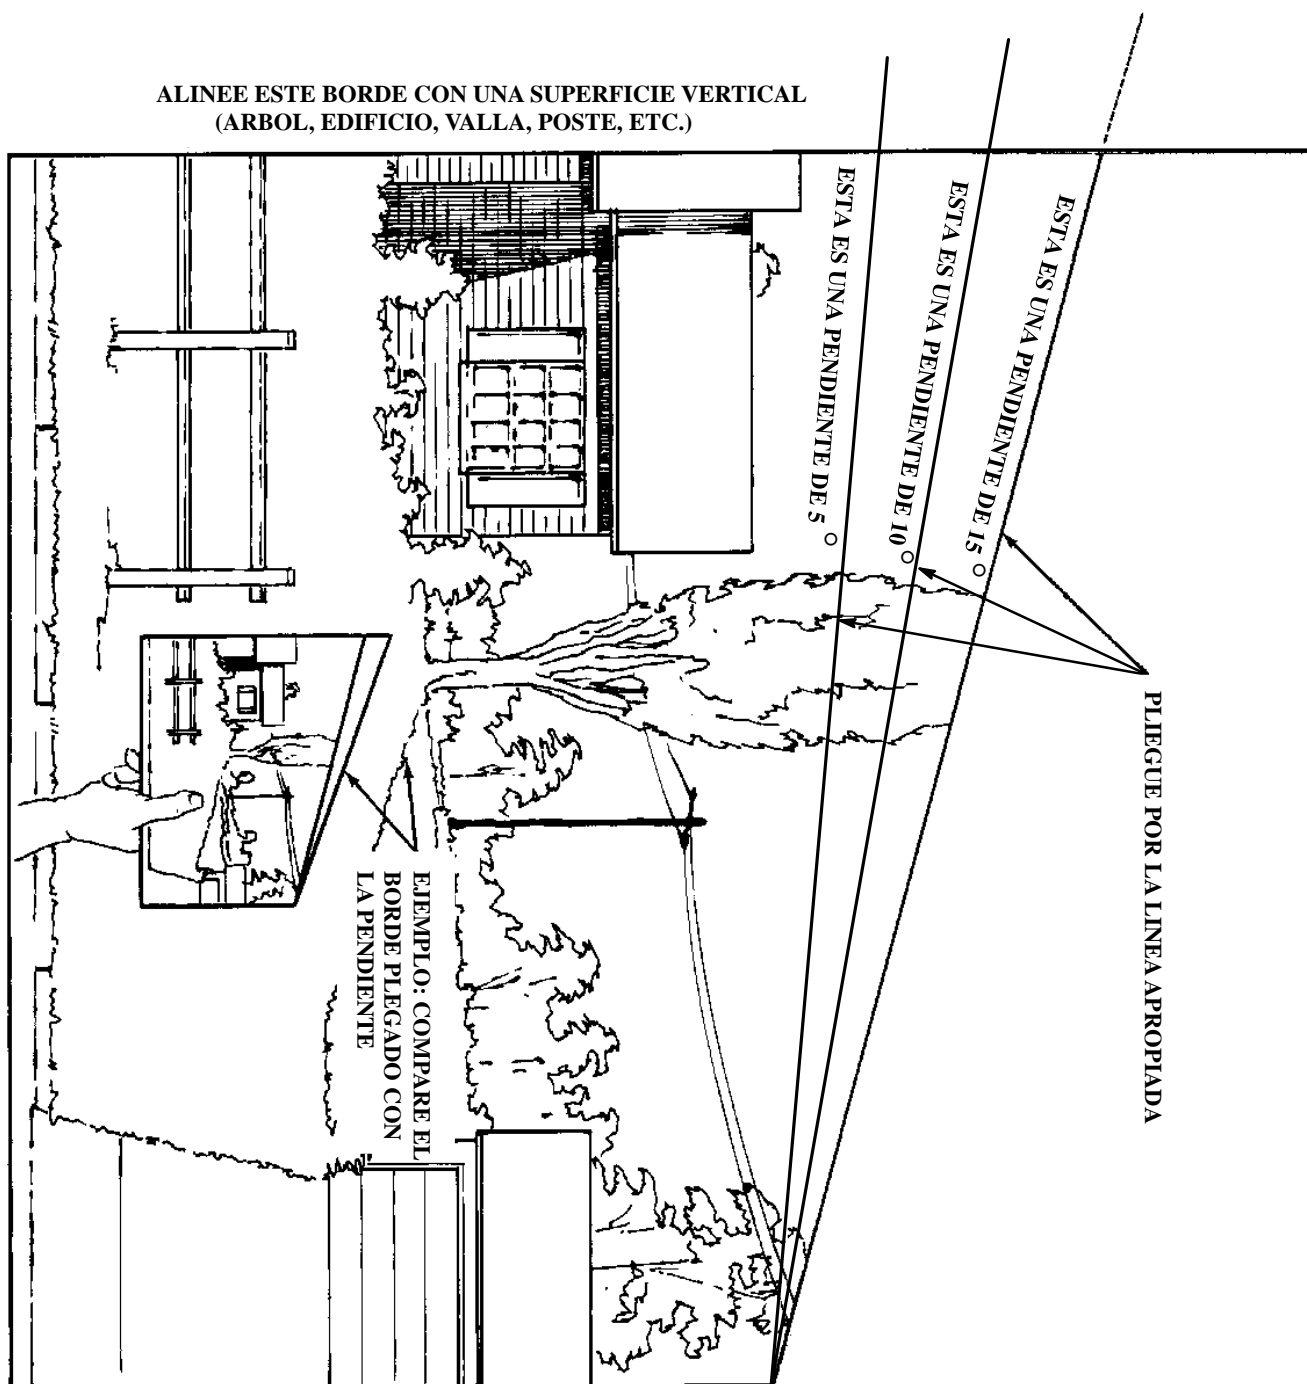 ALINEE ESTE BORDE CON UNA SUPERFICIE VERTICAL
(ARBOL, EDIFICIO, VALLA, POSTE, ETC.)
ESTA ES UNA PENDIENTE DE 15 °
ESTA ES UNA PENDIENTE DE 10 °
ESTA ES UNA PENDIENTE DE 5 °
PLIEGUE POR LA LINEA APROPIADA
EJEMPLO: COMPARE EL
BORDE PLEGADO CON
LA PENDIENTE